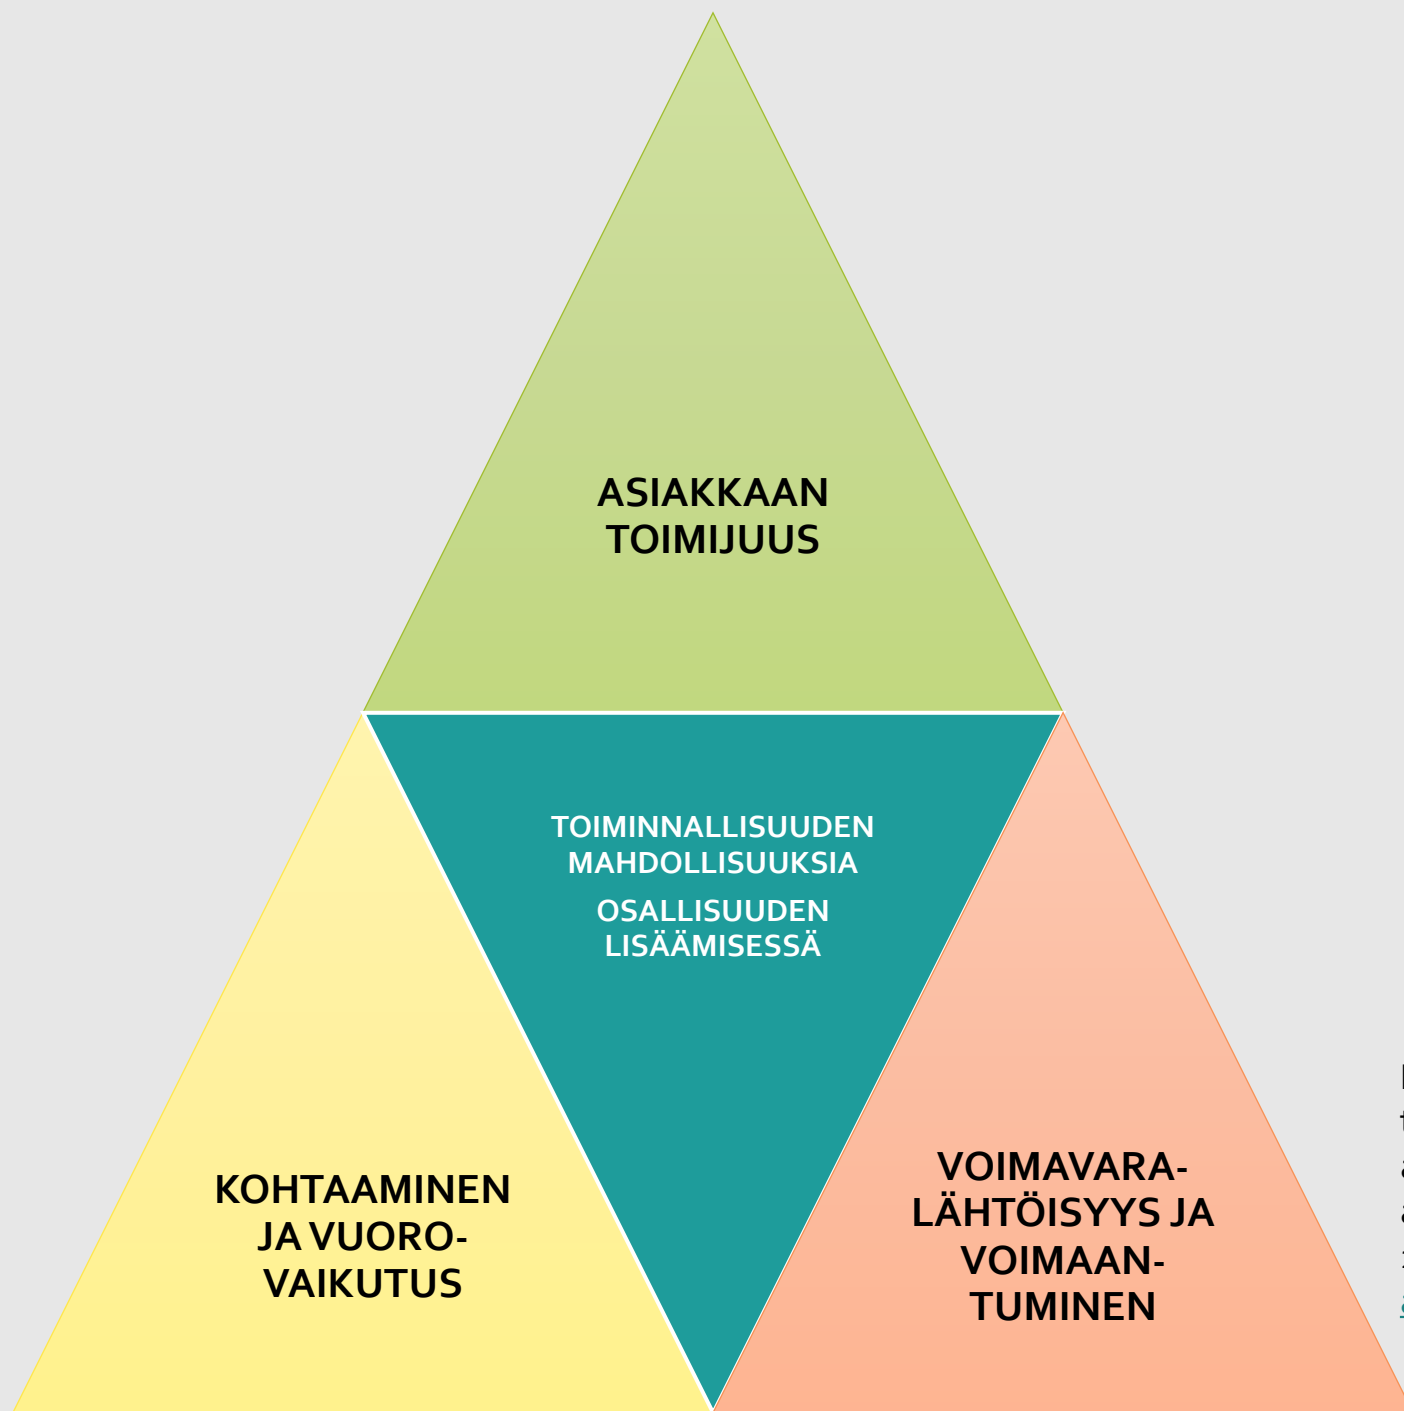 ASIAKKAAN
TOIMIJUUS
TOIMINNALLISUUDEN
MAHDOLLISUUKSIA
OSALLISUUDEN
LISÄÄMISESSÄ
KOHTAAMINEN
JA VUORO-
VAIKUTUS
VOIMAVARA-
LÄHTÖISYYS JA
VOIMAAN-
TUMINEN